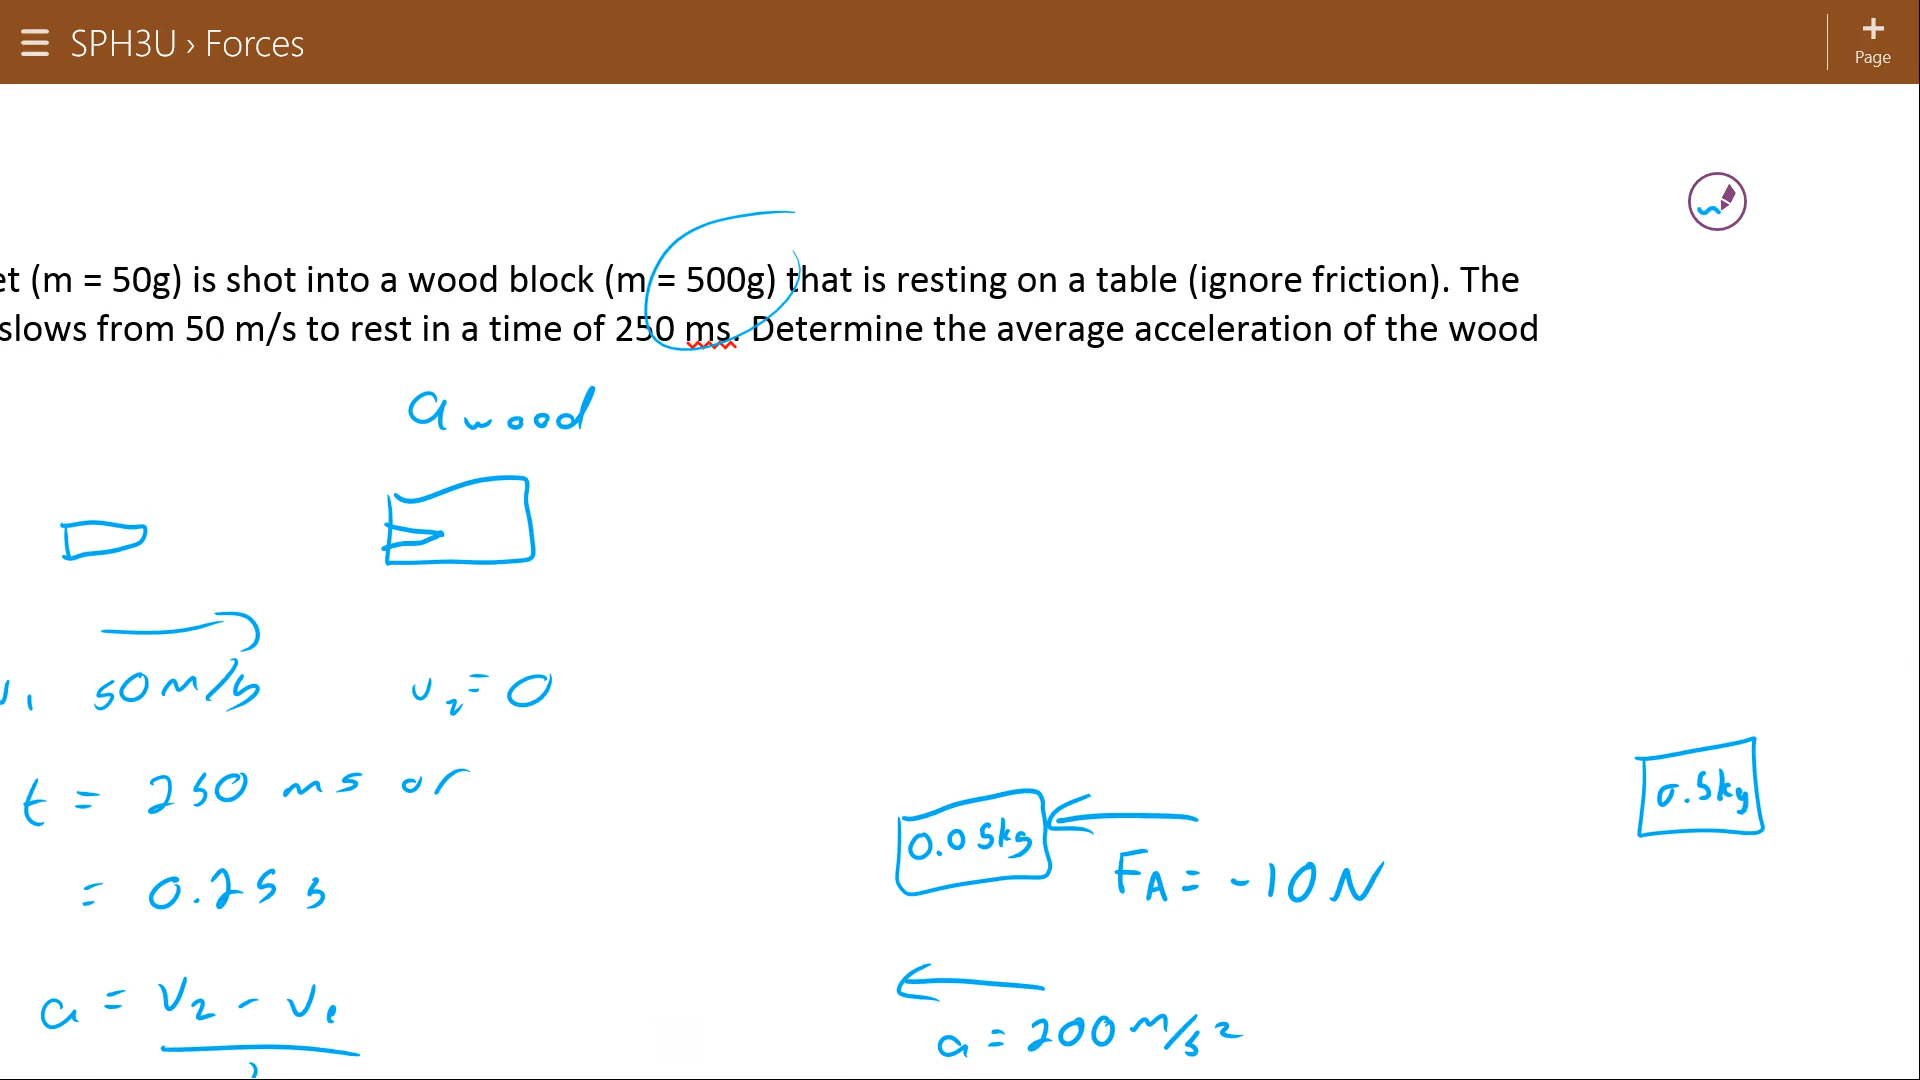 SPH3U › Forces
Page
et (m = 50g) is shot into a wood block (m = 500g) that is resting on a table (ignore friction). The
slows from 50 m/s to rest in a time of 250 ms. Determine the average acceleration of the wood
a wood
v1 50 m/s v2 = 0
t = 250 ms or
= 0.25 s
0.05kg
FA = -10 N
0.5kg
a = v2 - v1
a = 200 m/s²